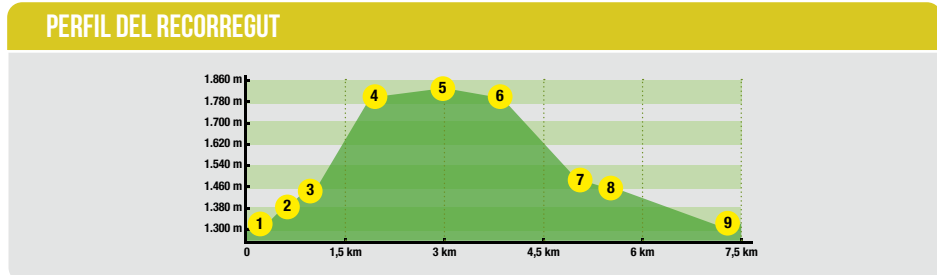 PERFIL DEL RECORREGUT
1.860 m
1.780 m
1.700 m
1.620 m
1.540 m
1.460 m
1.380 m
1.300 m
1
2
3
4
5
6
7
8
9
0
1,5 km
3 km
4,5 km
6 km
7,5 km